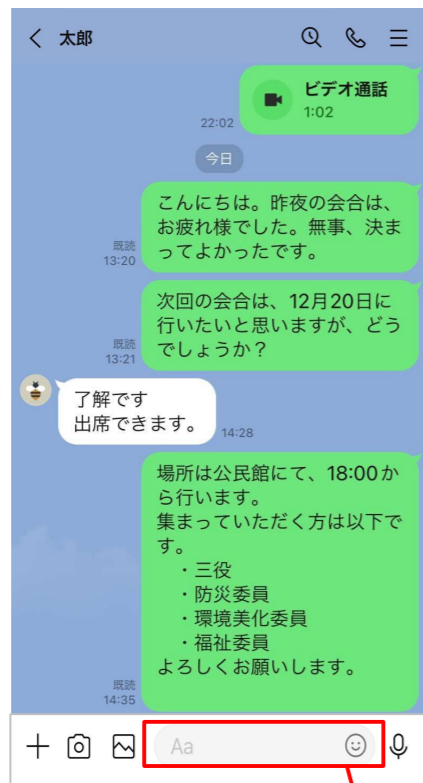 太郎
ビデオ通話
1:02
22:02
今日
こんにちは。昨夜の会合は、
お疲れ様でした。無事、決ま
ってよかったです。
既読
13:20
次回の会合は、12月20日に
行いたいと思いますが、どう
でしょうか？
既読
13:21
了解です
出席できます。
14:28
場所は公民館にて、18:00か
ら行います。
集まっていただく方は以下で
す。
・三役
・防災委員
・環境美化委員
・福祉委員
よろしくお願いします。
既読
14:35
Aa